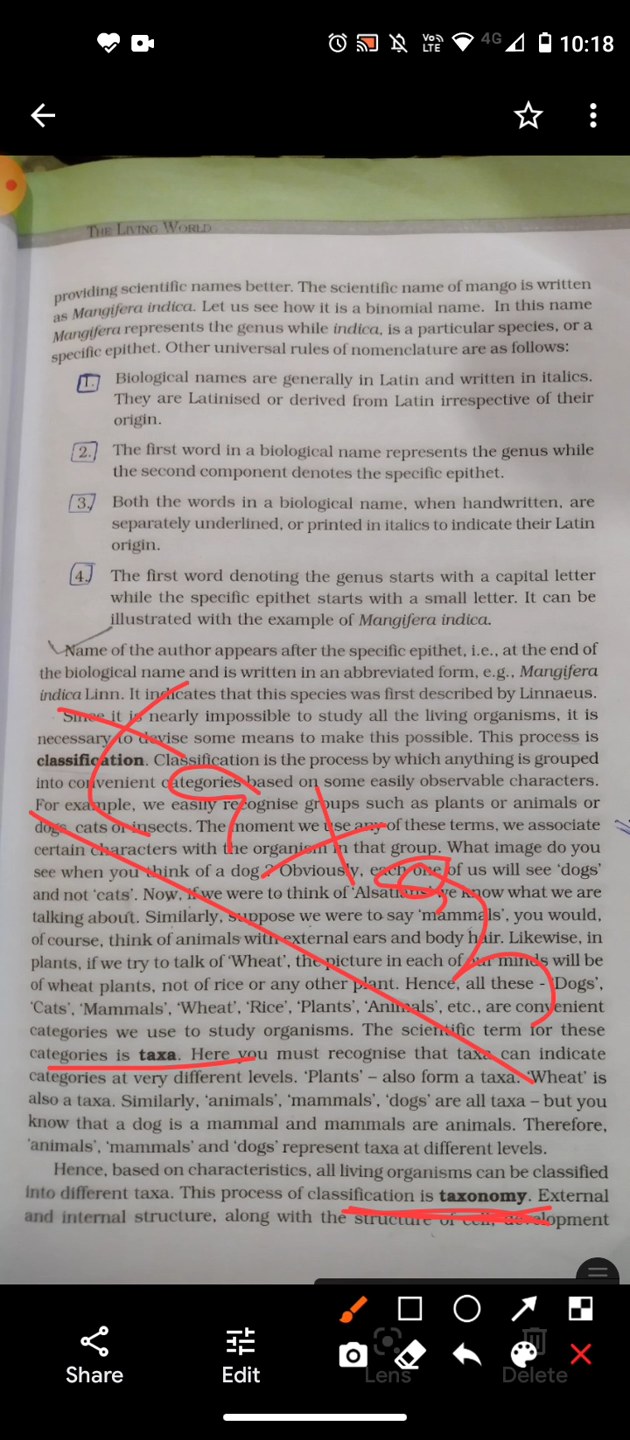 4G 10:18
THE LIVING WORLD
providing scientific names better. The scientific name of mango is written
as Mangifera indica. Let us see how it is a binomial name. In this name
Mangifera represents the genus while indica, is a particular species, or a
specific epithet. Other universal rules of nomenclature are as follows:
1. Biological names are generally in Latin and written in italics.
They are Latinised or derived from Latin irrespective of their
origin.
2. The first word in a biological name represents the genus while
the second component denotes the specific epithet.
3. Both the words in a biological name, when handwritten, are
separately underlined, or printed in italics to indicate their Latin
origin.
4. The first word denoting the genus starts with a capital letter
while the specific epithet starts with a small letter. It can be
illustrated with the example of Mangifera indica.
Name of the author appears after the specific epithet, i.e., at the end of
the biological name and is written in an abbreviated form, e.g., Mangifera
indica Linn. It indicates that this species was first described by Linnaeus.
Since it is nearly impossible to study all the living organisms, it is
necessary to devise some means to make this possible. This process is
classification. Classification is the process by which anything is grouped
into convenient categories based on some easily observable characters.
For example, we easily recognise groups such as plants or animals or
dogs, cats or insects. The moment we use any of these terms, we associate
certain characters with the organism in that group. What image do you
see when you think of a dog ? Obviously, each one of us will see 'dogs'
and not 'cats'. Now, if we were to think of 'Alsatians' we know what we are
talking about. Similarly, suppose we were to say 'mammals', you would,
of course, think of animals with external ears and body hair. Likewise, in
plants, if we try to talk of 'Wheat', the picture in each of our minds will be
of wheat plants, not of rice or any other plant. Hence, all these - 'Dogs',
'Cats', 'Mammals', 'Wheat', 'Rice', 'Plants', 'Animals', etc., are convenient
categories we use to study organisms. The scientific term for these
categories is taxa. Here you must recognise that taxa can indicate
categories at very different levels. 'Plants' – also form a taxa. 'Wheat' is
also a taxa. Similarly, 'animals', 'mammals', 'dogs' are all taxa – but you
know that a dog is a mammal and mammals are animals. Therefore,
'animals', 'mammals' and 'dogs' represent taxa at different levels.
Hence, based on characteristics, all living organisms can be classified
into different taxa. This process of classification is taxonomy. External
and internal structure, along with the structure of cell, development
Share Edit Lens Delete